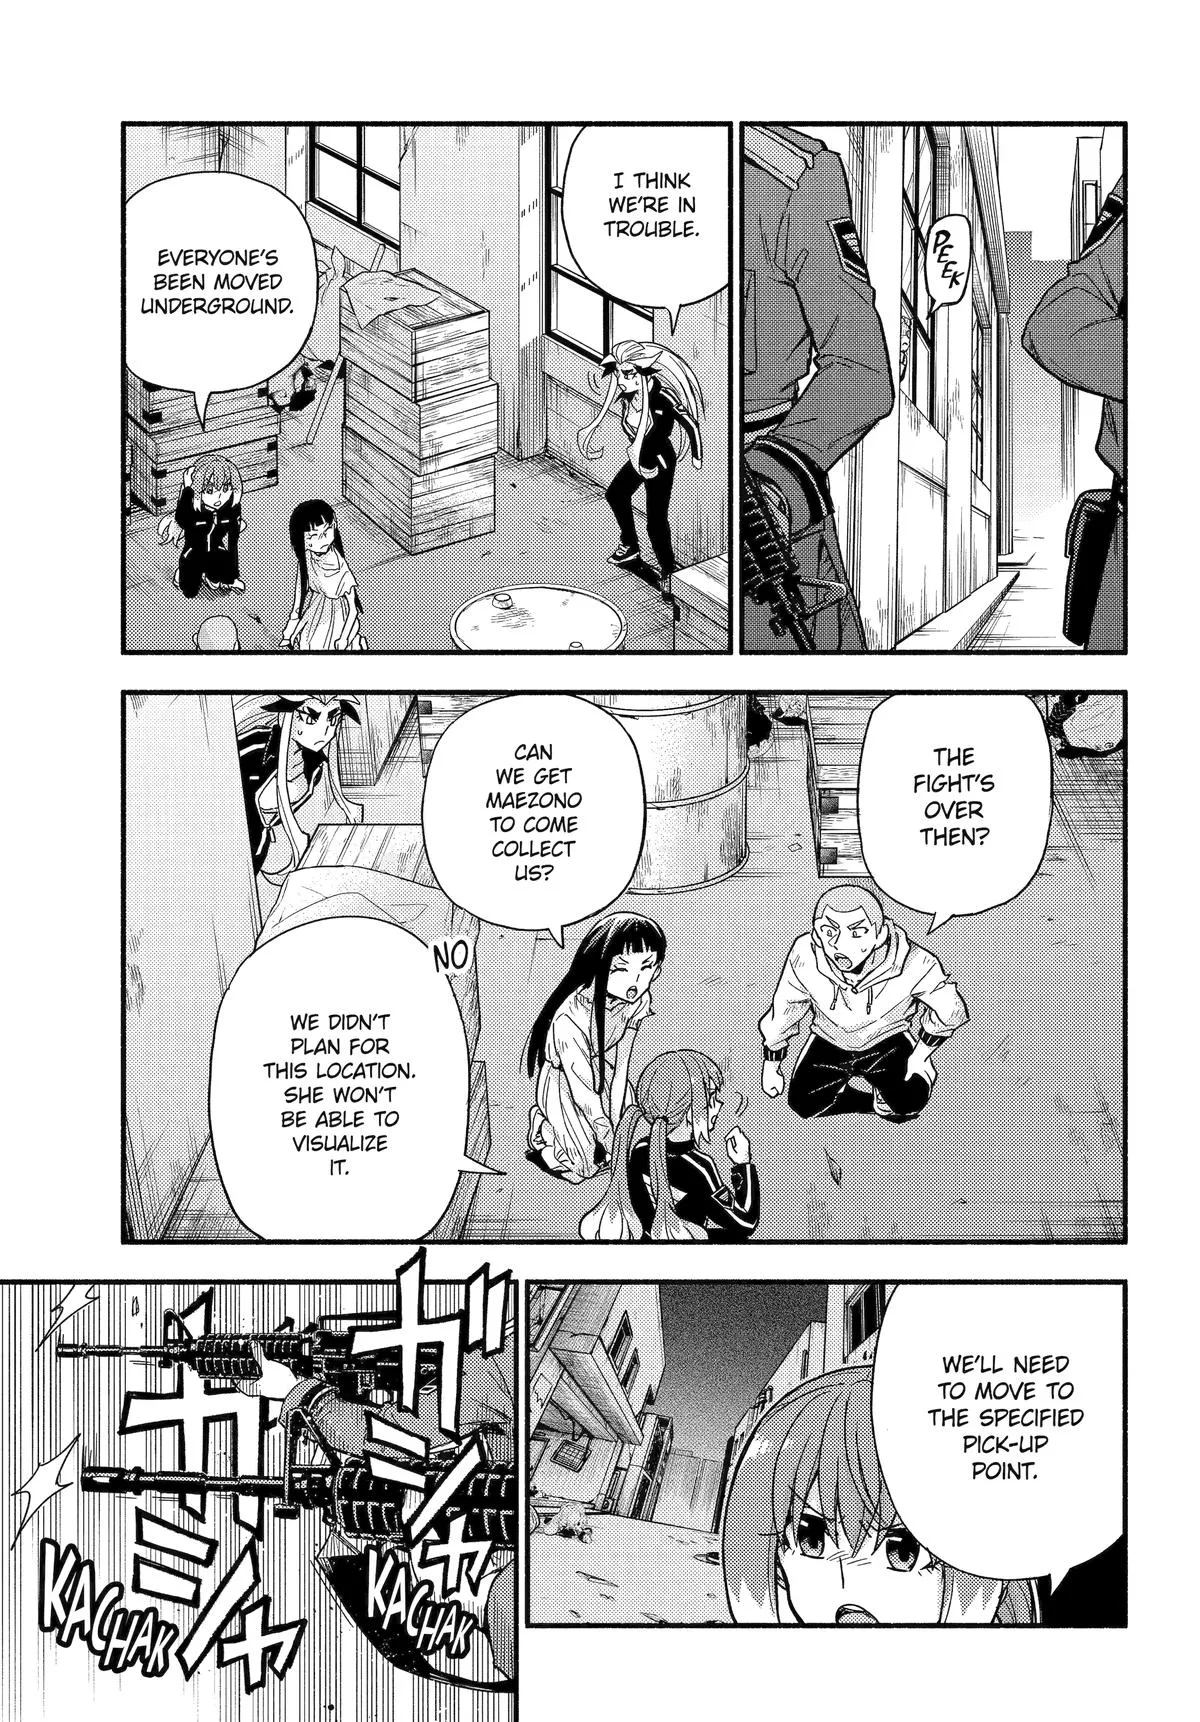 PEEK
I THINK
WE'RE IN
TROUBLE.
EVERYONE'S
BEEN MOVED
UNDERGROUND.
THE
FIGHT'S
OVER
THEN?
CAN
WE GET
MAEZONO
TO COME
COLLECT
US?
NO
WE DIDN'T
PLAN FOR
THIS LOCATION.
SHE WON'T
BE ABLE TO
VISUALIZE
IT.
WE'LL NEED
TO MOVE TO
THE SPECIFIED
PICK-UP
POINT.
ガシャ
KACHAK
ガシャ
KACHAK